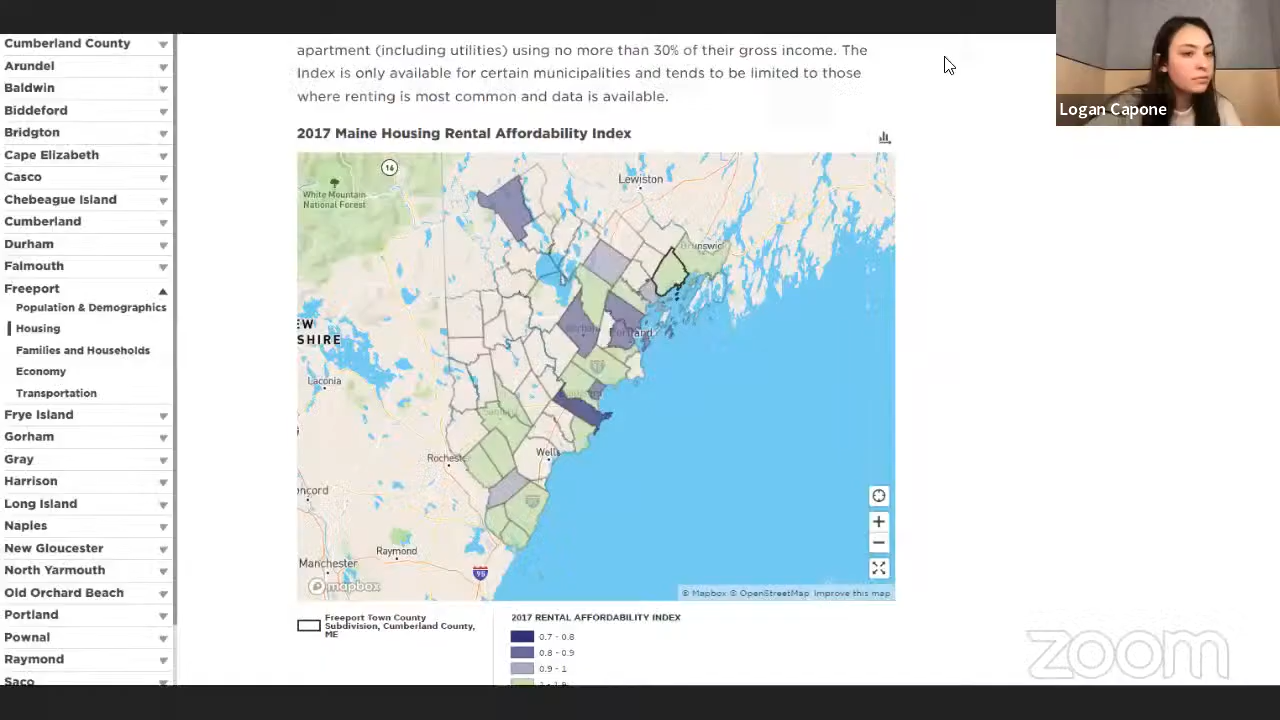 Cumberland County
Arundel
Baldwin
Biddeford
Bridgton
Cape Elizabeth
Casco
Chebeague Island
Cumberland
Durham
Falmouth
Freeport
Population & Demographics
Housing
Families and Households
Economy
Transportation
Frye Island
Gorham
Gray
Harrison
Long Island
Naples
New Gloucester
North Yarmouth
Old Orchard Beach
Portland
Pownal
Raymond
Saco
apartment (including utilities) using no more than 30% of their gross income. The
Index is only available for certain municipalities and tends to be limited to those
where renting is most common and data is available.
2017 Maine Housing Rental Affordability Index
16
White Mountain
National Forest
Lewiston
Brunswic
Portland
EW
SHIRE
Laconia
Rochest
Wells
oncord
Raymond
Manchester
95
mapbox
© Mapbox © OpenStreetMap Improve this map
Freeport Town County
Subdivision, Cumberland County,
ME
2017 RENTAL AFFORDABILITY INDEX
0.7 - 0.8
0.8 - 0.9
0.9 - 1
Logan Capone
zoom